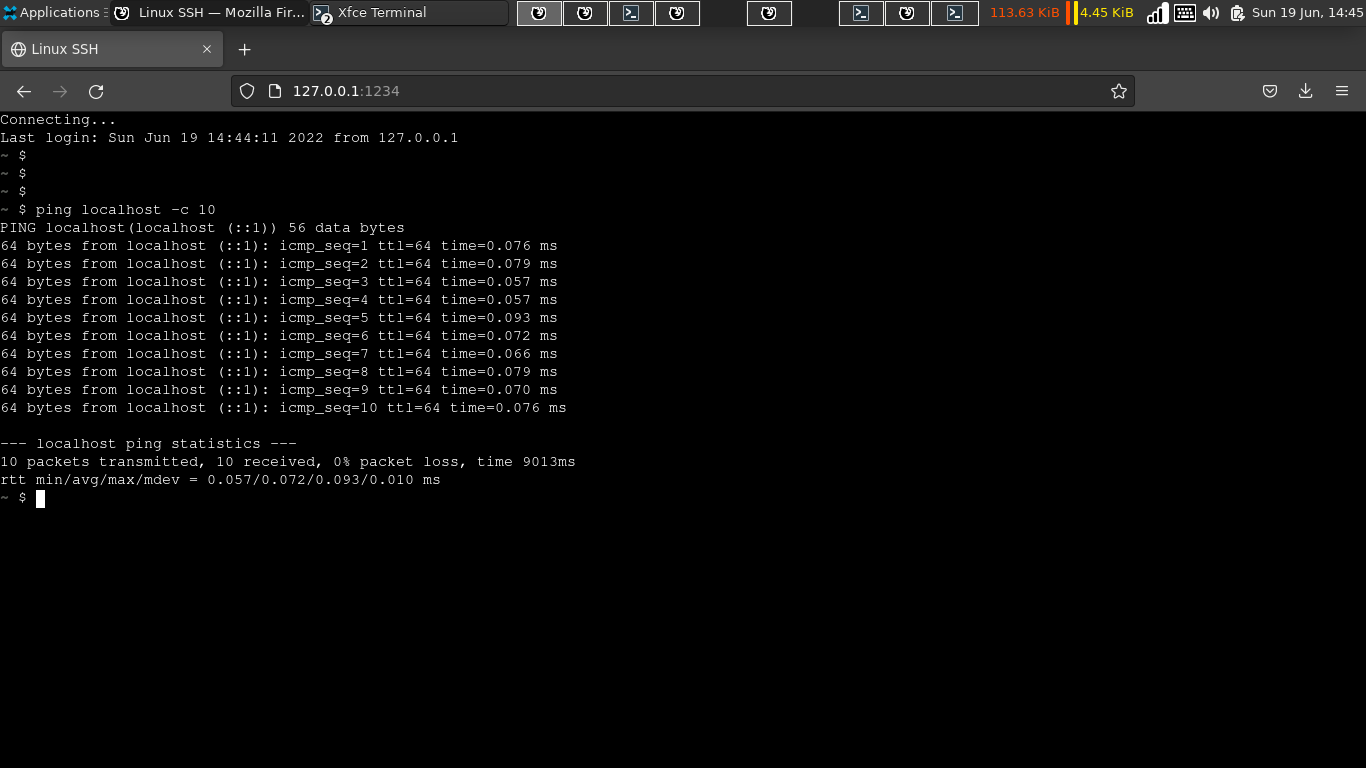 Applications
Linux SSH — Mozilla Fir...
2
Xfce Terminal
113.63 KiB
4.45 KiB
Sun 19 Jun, 14:45
Linux SSH
127.0.0.1:1234
Connecting...
Last login: Sun Jun 19 14:44:11 2022 from 127.0.0.1
~ $
~ $
~ $
~ $ ping localhost -c 10
PING localhost(localhost (::1)) 56 data bytes
64 bytes from localhost (::1): icmp_seq=1 ttl=64 time=0.076 ms
64 bytes from localhost (::1): icmp_seq=2 ttl=64 time=0.079 ms
64 bytes from localhost (::1): icmp_seq=3 ttl=64 time=0.057 ms
64 bytes from localhost (::1): icmp_seq=4 ttl=64 time=0.057 ms
64 bytes from localhost (::1): icmp_seq=5 ttl=64 time=0.093 ms
64 bytes from localhost (::1): icmp_seq=6 ttl=64 time=0.072 ms
64 bytes from localhost (::1): icmp_seq=7 ttl=64 time=0.066 ms
64 bytes from localhost (::1): icmp_seq=8 ttl=64 time=0.079 ms
64 bytes from localhost (::1): icmp_seq=9 ttl=64 time=0.070 ms
64 bytes from localhost (::1): icmp_seq=10 ttl=64 time=0.076 ms
--- localhost ping statistics ---
10 packets transmitted, 10 received, 0% packet loss, time 9013ms
rtt min/avg/max/mdev = 0.057/0.072/0.093/0.010 ms
~ $